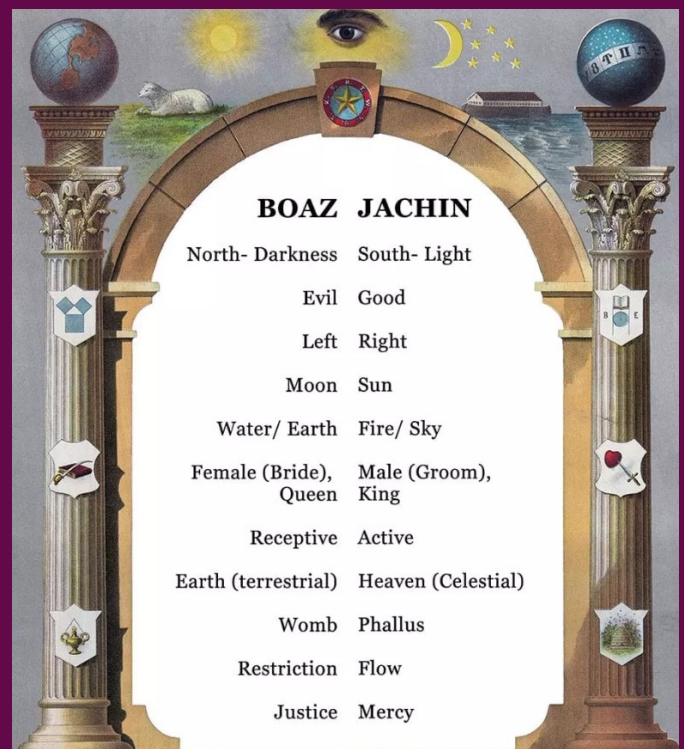 BOAZ JACHIN
North- Darkness South- Light
Evil Good
Left Right
Moon Sun
Water/ Earth Fire/ Sky
Female (Bride), Male (Groom),
Queen King
Receptive Active
Earth (terrestrial) Heaven (Celestial)
Womb Phallus
Restriction Flow
Justice Mercy
B E